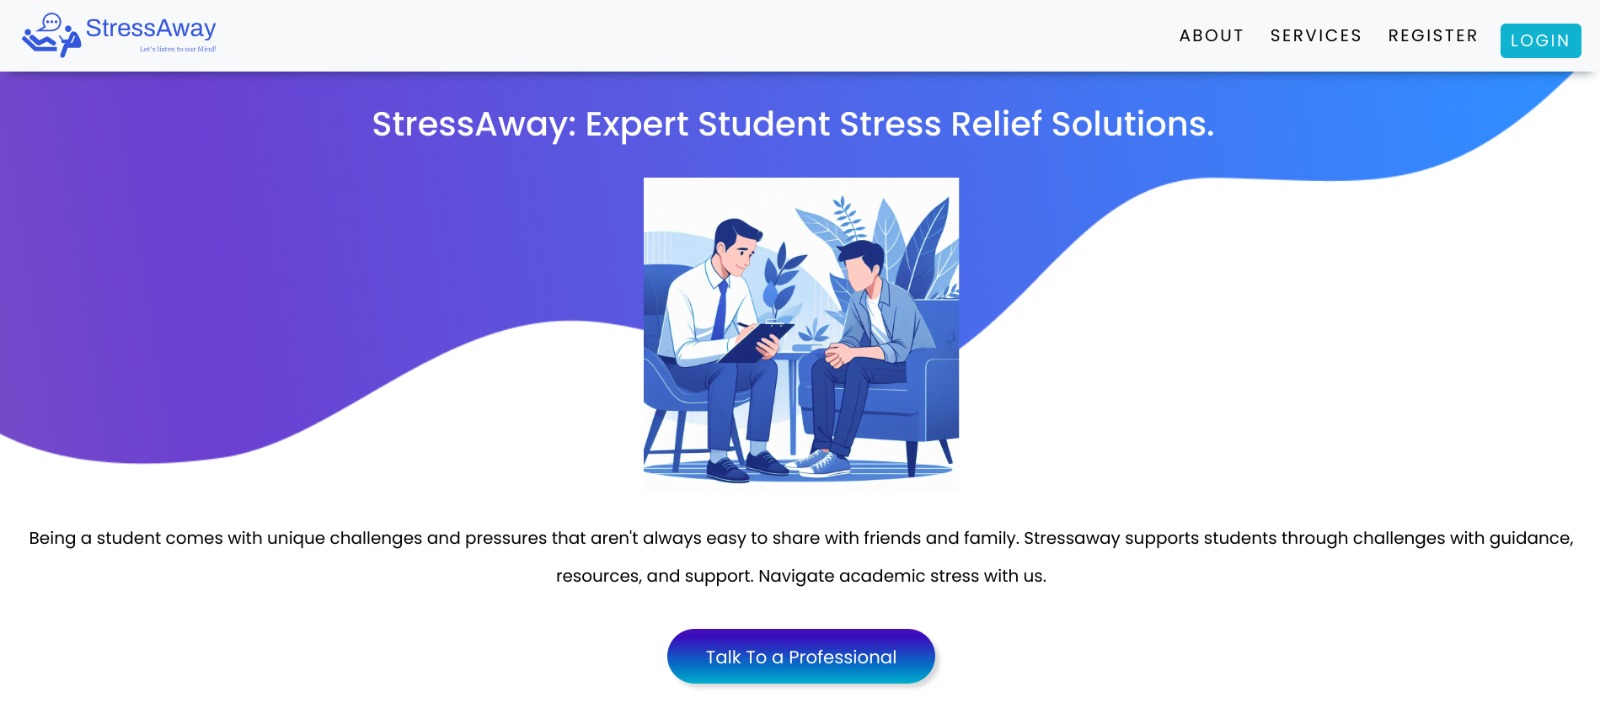 StressAway
Let's listen to our Mind!
ABOUT
SERVICES
REGISTER
LOGIN
StressAway: Expert Student Stress Relief Solutions.
Being a student comes with unique challenges and pressures that aren't always easy to share with friends and family. Stressaway supports students through challenges with guidance,
resources, and support. Navigate academic stress with us.
Talk To a Professional